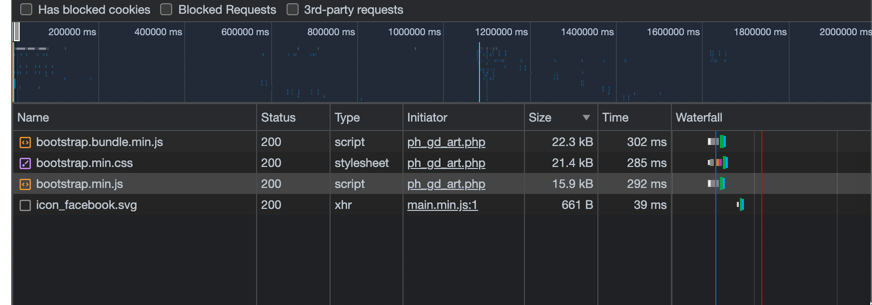 Has blocked cookies Blocked Requests 3rd-party requests
200000 ms 400000 ms 600000 ms 800000 ms 1000000 ms 1200000 ms 1400000 ms 1600000 ms 1800000 ms 2000000 ms
Name Status Type Initiator Size Time Waterfall
bootstrap.bundle.min.js 200 script ph_gd_art.php 22.3 kB 302 ms
bootstrap.min.css 200 stylesheet ph_gd_art.php 21.4 kB 285 ms
bootstrap.min.js 200 script ph_gd_art.php 15.9 kB 292 ms
icon_facebook.svg 200 xhr main.min.js:1 661 B 39 ms